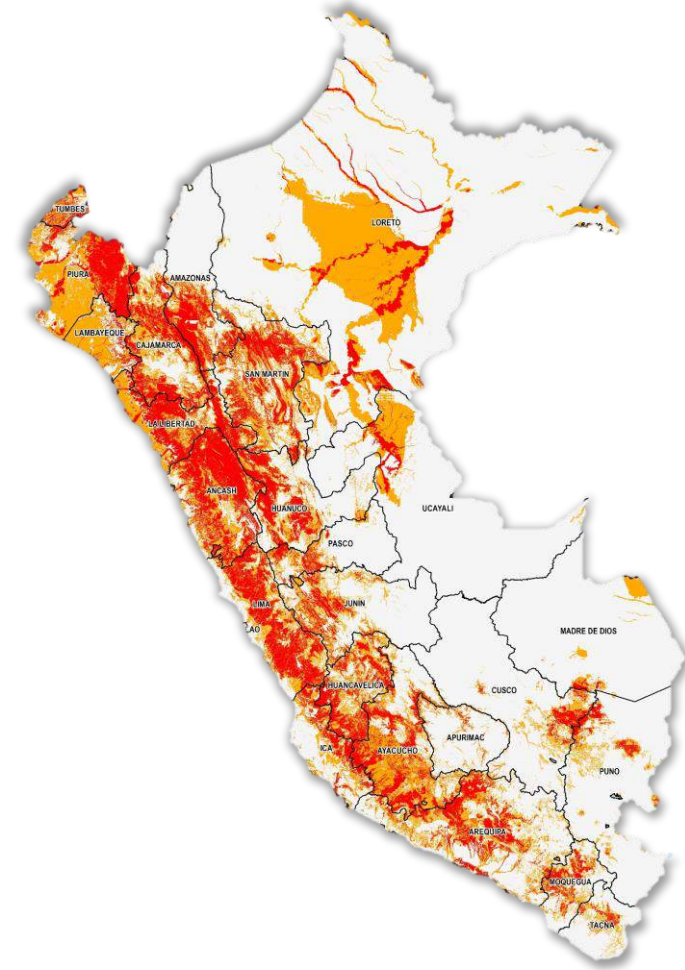 TUMBES
LORETO
PIURA
AMAZONAS
LAMBAYEQUE
CAJAMARCA
SAN MARTIN
LA LIBERTAD
ANCASH
HUANUCO
UCAYALI
PASCO
LIMA
JUNIN
LAO
MADRE DE DIOS
HUANCAVELICA
CUSCO
ICA
AYACUCHO
APURIMAC
PUNO
AREQUIPA
MOQUEGUA
TACNA